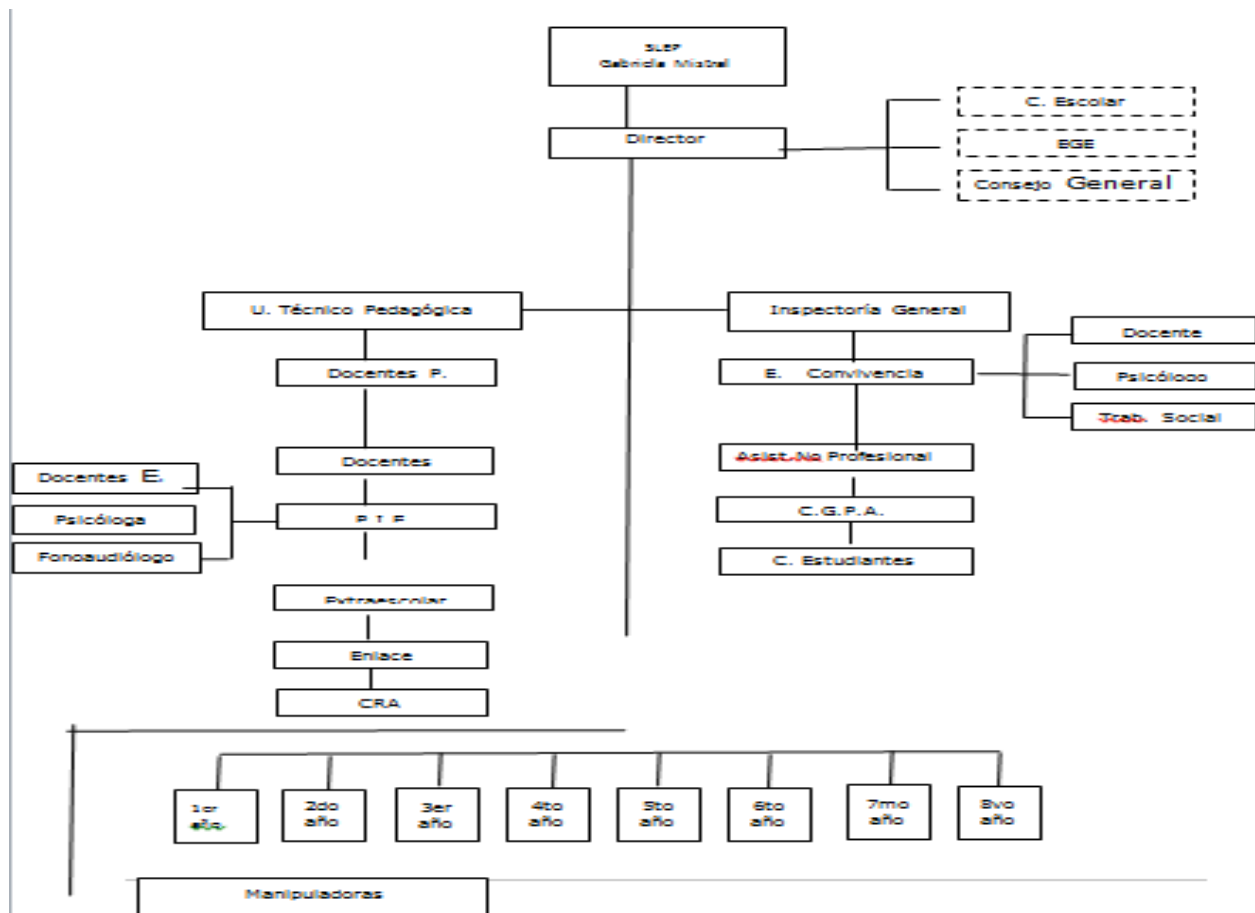 SLEP
Gabriela Mistral
Director
C. Escolar
EGE
Consejo General
U. Técnico Pedagógica
Inspectoría General
Docente
Docentes P.
E. Convivencia
Psicólogo
Trab. Social
Docentes
Asist. No Profesional
Docentes E.
Psicóloga
P I E
C.G.P.A.
Fonoaudiólogo
C. Estudiantes
Extraescolar
Enlace
CRA
1er
año
2do
año
3er
año
4to
año
5to
año
6to
año
7mo
año
8vo
año
Manipuladoras